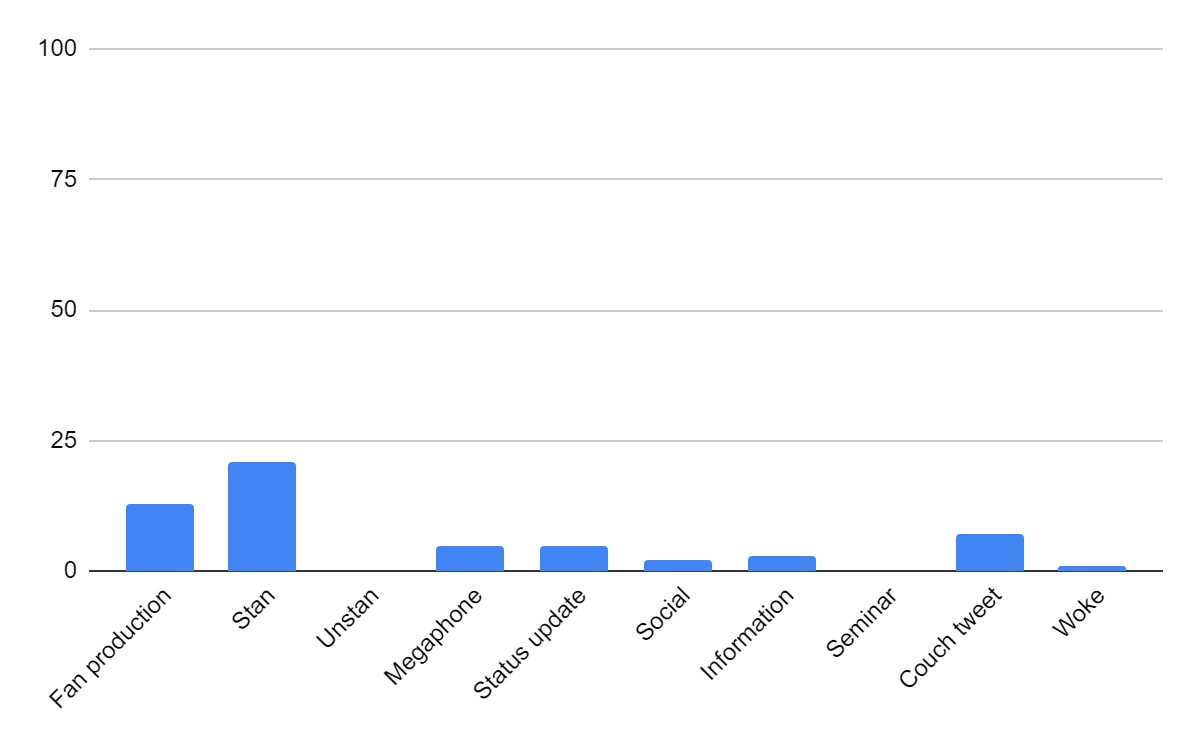 100
75
50
25
0
Fan production
Stan
Unstan
Megaphone
Status update
Social
Information
Seminar
Couch tweet
Woke